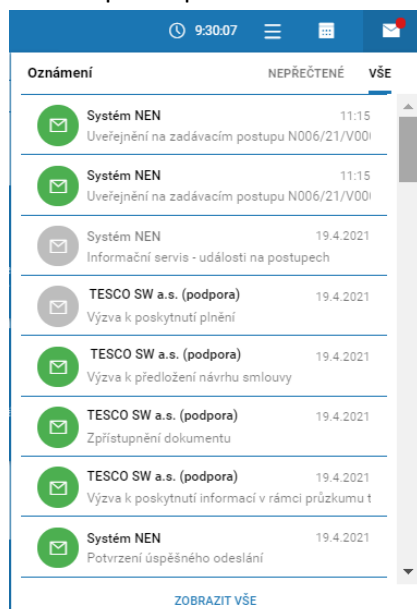 9:30:07
Oznámení NEPŘEČTENÉ VŠE
Systém NEN 11:15
Uveřejnění na zadávacím postupu N006/21/V00
Systém NEN 11:15
Uveřejnění na zadávacím postupu N006/21/V00
Systém NEN 19.4.2021
Informační servis - události na postupech
TESCO SW a.s. (podpora) 19.4.2021
Výzva k poskytnutí plnění
TESCO SW a.s. (podpora) 19.4.2021
Výzva k předložení návrhu smlouvy
TESCO SW a.s. (podpora) 19.4.2021
Zpřístupnění dokumentu
TESCO SW a.s. (podpora) 19.4.2021
Výzva k poskytnutí informací v rámci průzkumu t
Systém NEN 19.4.2021
Potvrzení úspěšného odeslání
ZOBRAZIT VŠE